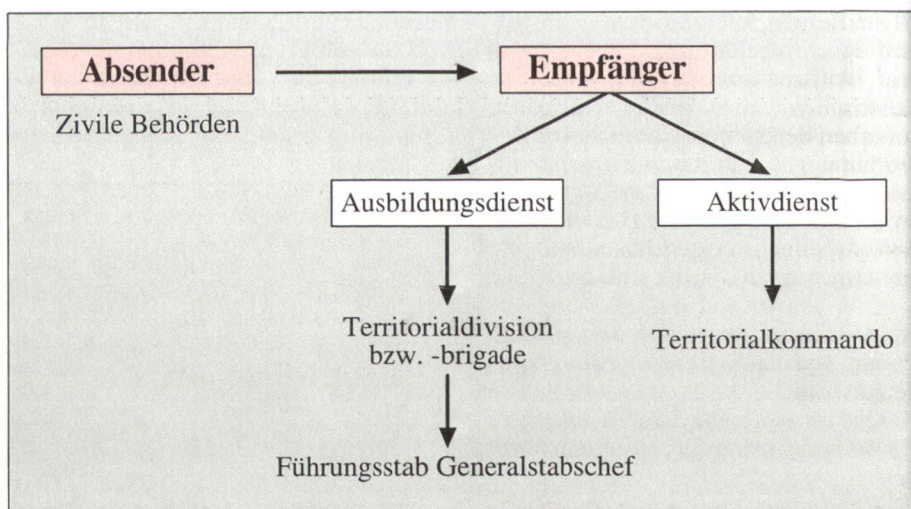 Absender
Empfänger
Zivile Behörden
Ausbildungsdienst
Aktivdienst
Territorialdivision
bzw. -brigade
Territorialkommando
Führungsstab Generalstabschef